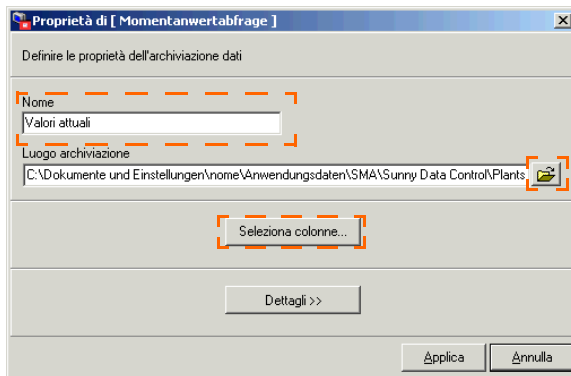 Proprietà di [ Momentanwertabfrage ]
Definire le proprietà dell'archiviazione dati
Nome
Valori attuali
Luogo archiviazione
C:\Dokumente und Einstellungen\nome\Anwendungsdaten\SMA\Sunny Data Control\Plants
Seleziona colonne...
Dettagli >>
Applica Annulla